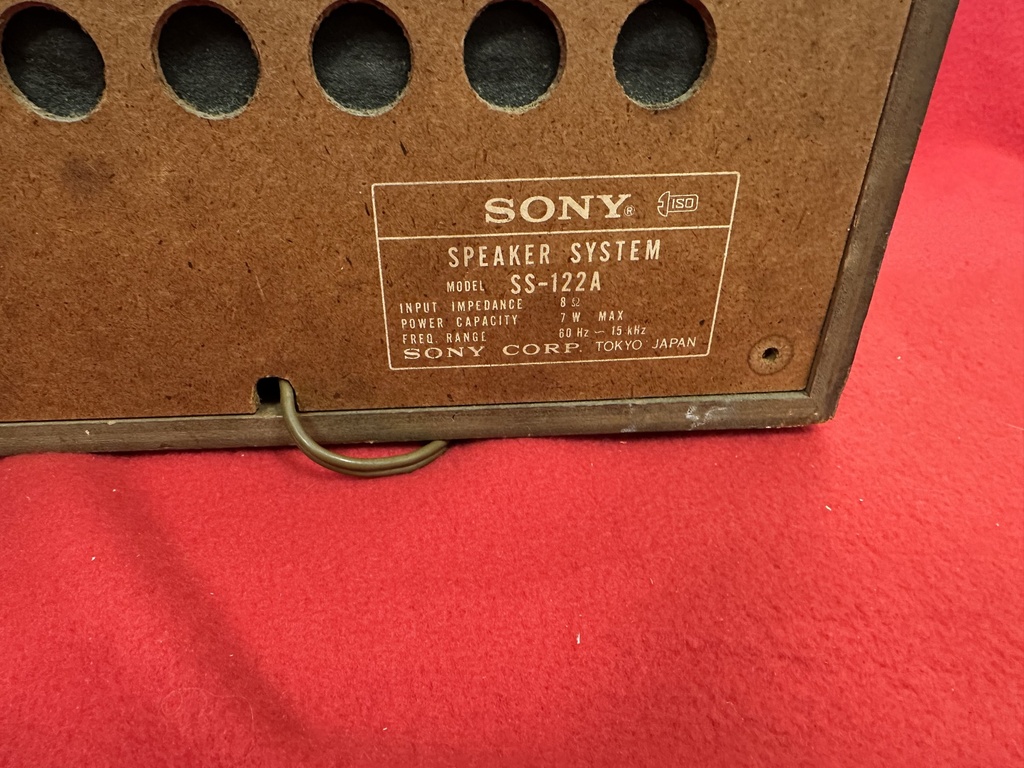 SONY® ISO
SPEAKER SYSTEM
MODEL SS-122A
INPUT IMPEDANCE 8 Ω
POWER CAPACITY 7 W MAX
FREQ. RANGE 60 Hz – 15 kHz
SONY CORP. TOKYO JAPAN